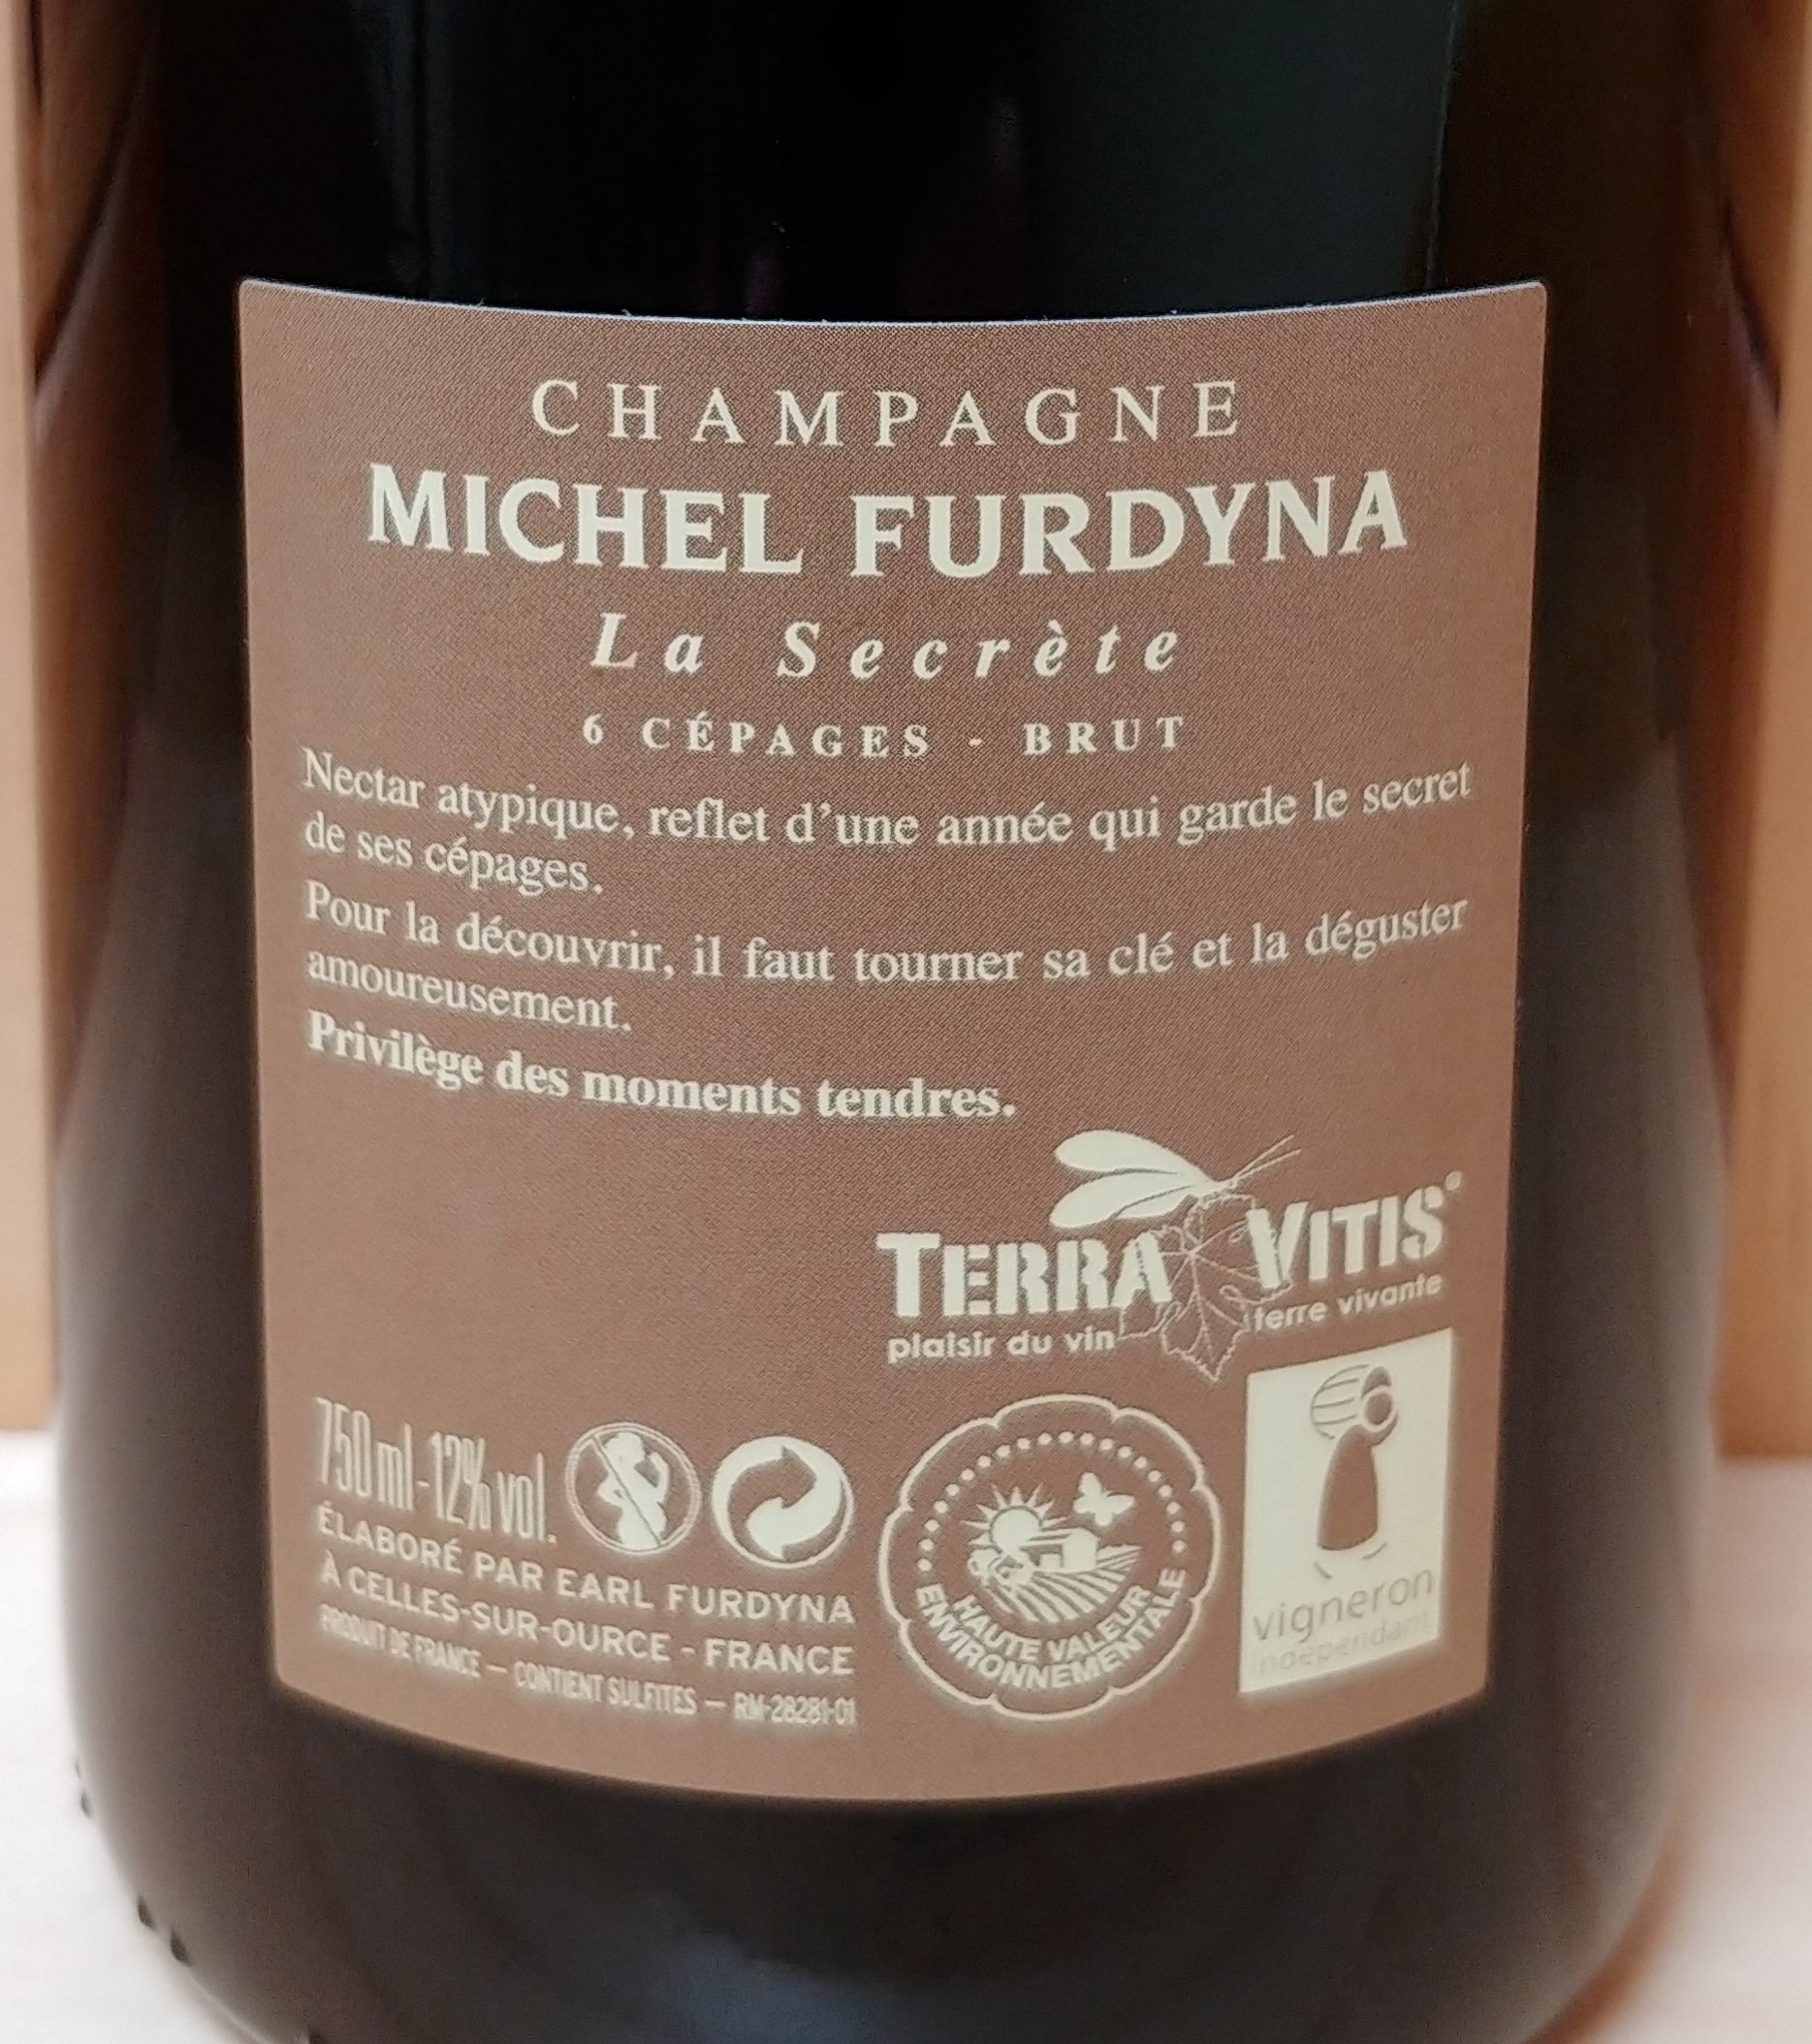 CHAMPAGNE
MICHEL FURDYNA
La Secrète
6 CÉPAGES - BRUT
Nectar atypique, reflet d'une année qui garde le secret
de ses cépages.
Pour la découvrir, il faut tourner sa clé et la déguster
amoureusement.
Privilège des moments tendres.
TERRA VITIS®
plaisir du vin terre vivante
750 ml - 12% vol.
ÉLABORÉ PAR EARL FURDYNA
À CELLES-SUR-OURCE - FRANCE
PRODUIT DE FRANCE – CONTIENT SULFITES – RM-28281-01
HAUTE VALEUR
ENVIRONNEMENTALE
vigneron
indépendant